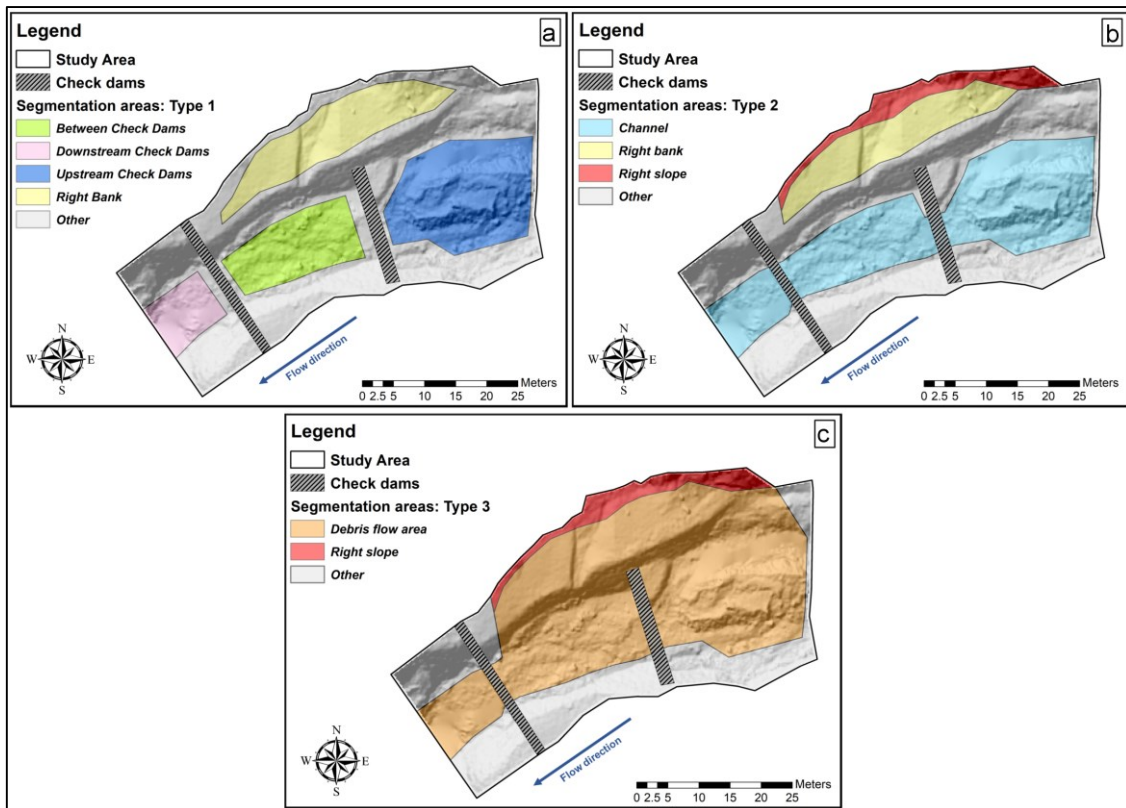 Legend
a
Study Area
Check dams
Segmentation areas: Type 1
Between Check Dams
Downstream Check Dams
Upstream Check Dams
Right Bank
Other
N
W E
S
Flow direction
Meters
0 2.5 5 10 15 20 25
Legend
b
Study Area
Check dams
Segmentation areas: Type 2
Channel
Right bank
Right slope
Other
N
W E
S
Flow direction
Meters
0 2.5 5 10 15 20 25
Legend
c
Study Area
Check dams
Segmentation areas: Type 3
Debris flow area
Right slope
Other
N
W E
S
Flow direction
Meters
0 2.5 5 10 15 20 25